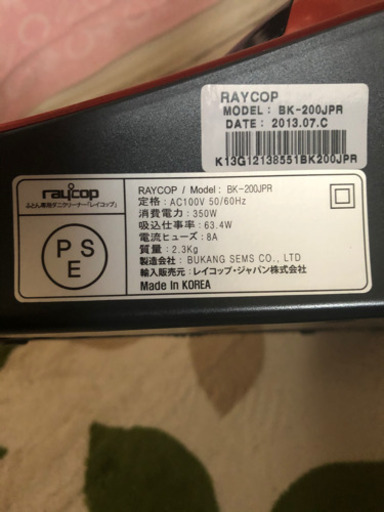 RAYCOP
MODEL: BK-200JPR
DATE: 2013.07.C
K13G12138551BK200JPR
raycop
ふとん専用ダニクリーナー「レイコップ」
PSE
RAYCOP / Model: BK-200JPR
定格: AC100V 50/60Hz
消費電力: 350W
吸込仕事率: 63.4W
電流ヒューズ: 8A
質量: 2.3Kg
製造会社: BUKANG SEMS CO., LTD
輸入販売元: レイコップ・ジャパン株式会社
Made In KOREA